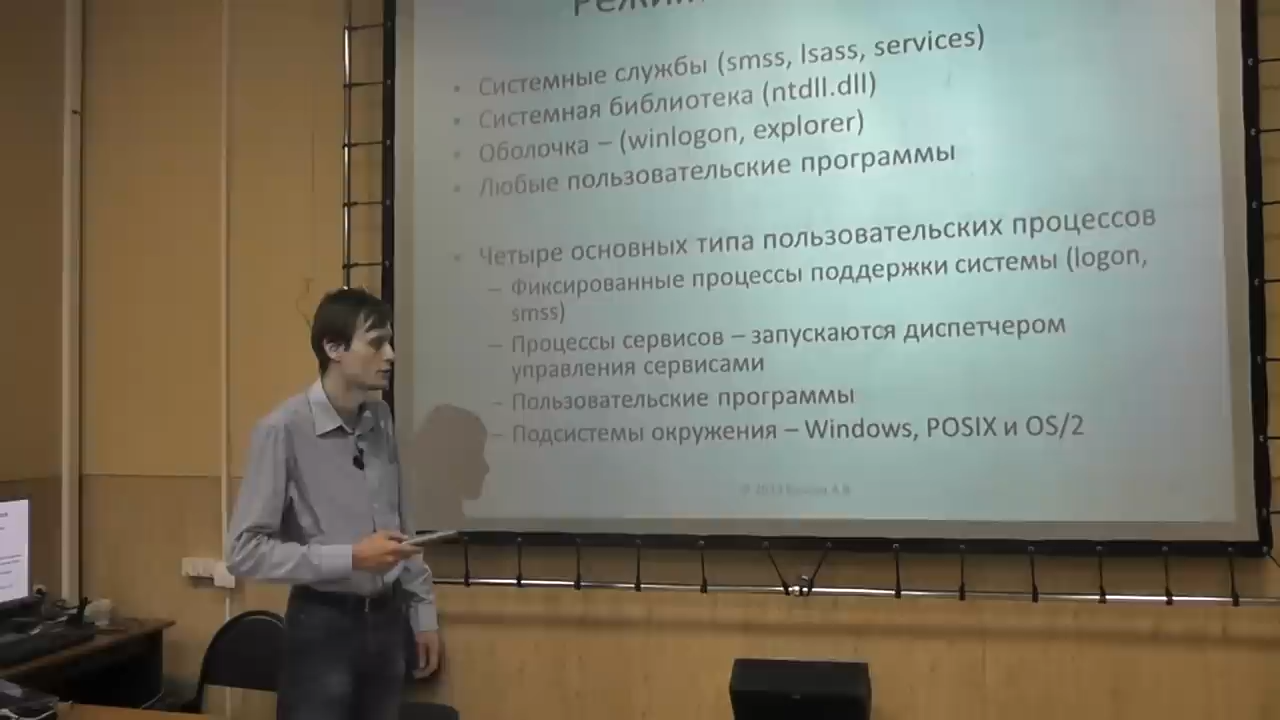 Режим
• Системные службы (smss, lsass, services)
• Системная библиотека (ntdll.dll)
• Оболочка – (winlogon, explorer)
• Любые пользовательские программы
• Четыре основных типа пользовательских процессов
– Фиксированные процессы поддержки системы (logon,
smss)
– Процессы сервисов – запускаются диспетчером
управления сервисами
– Пользовательские программы
– Подсистемы окружения – Windows, POSIX и OS/2